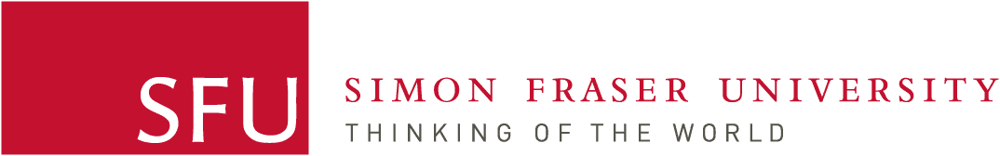 SFU
SIMON FRASER UNIVERSITY
THINKING OF THE WORLD